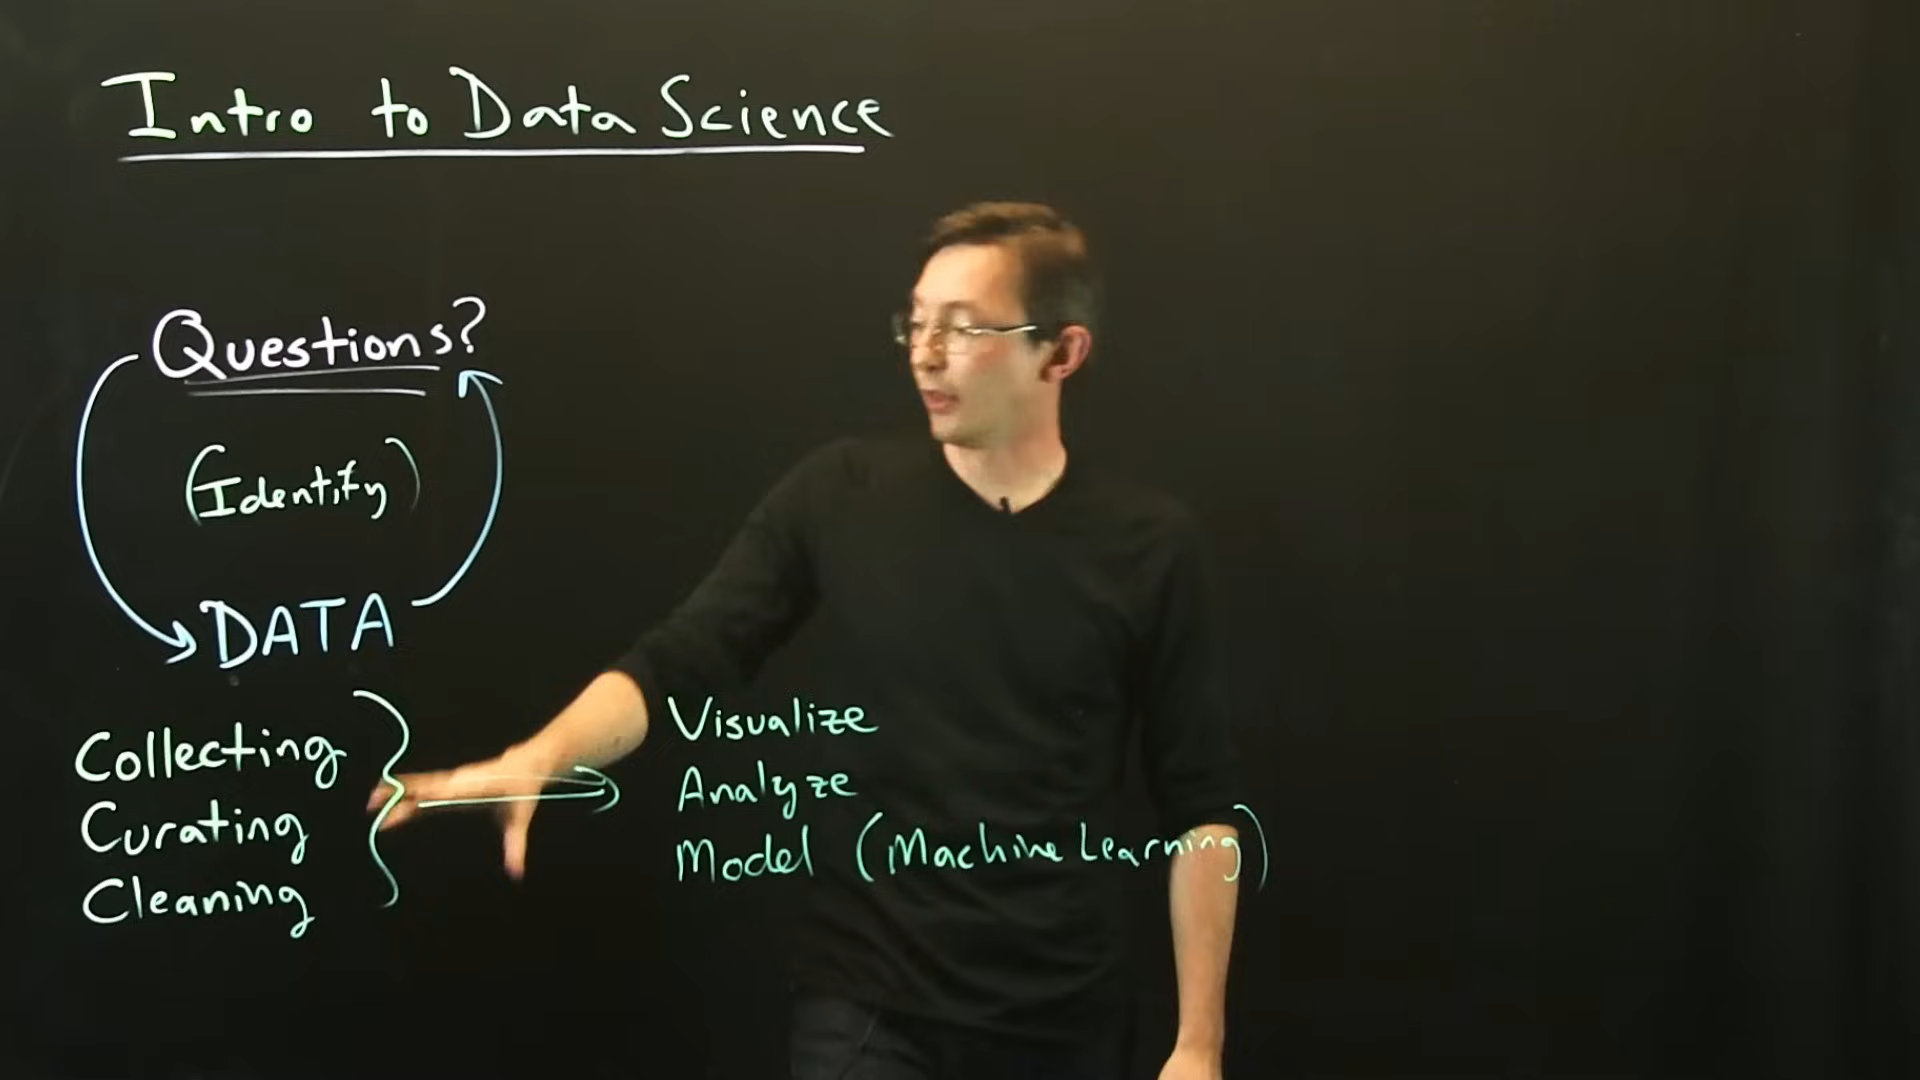 Intro to Data Science
Questions?
(Identify)
DATA
Collecting
Curating
Cleaning
Visualize
Analyze
Model (Machine Learning)